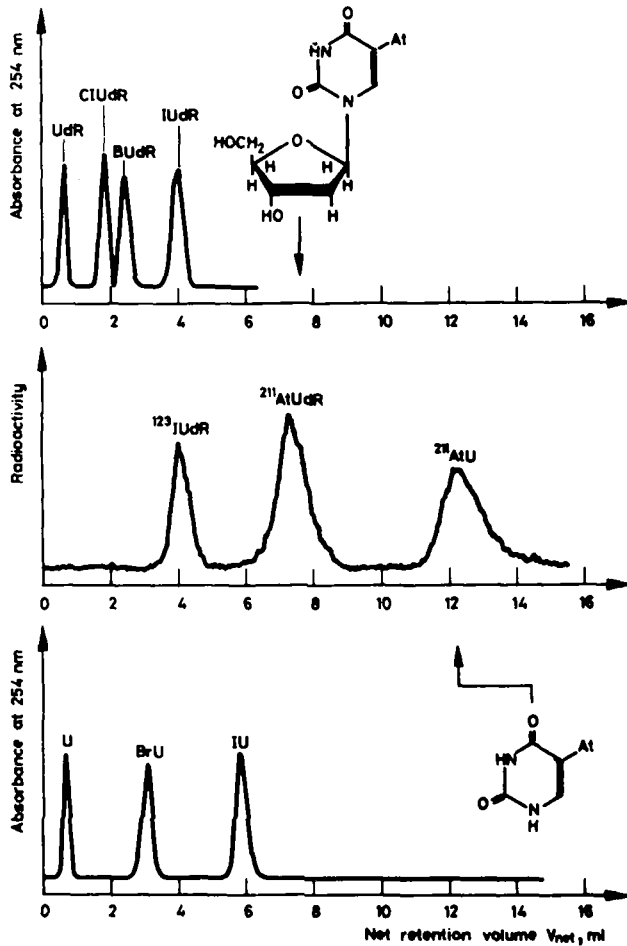 Absorbance at 254 nm
UdR
ClUdR
BUdR
IUdR
O
HN
At
O
N
HOCH2
O
H H
H H
HO H
0 2 4 6 8 10 12 14 16
Radioactivity
123IUdR
211AtUdR
211AtU
0 2 4 6 8 10 12 14 16
Absorbance at 254 nm
U
BrU
IU
O
HN
At
O
N
H
0 2 4 6 8 10 12 14 16
Net retention volume Vnet, ml